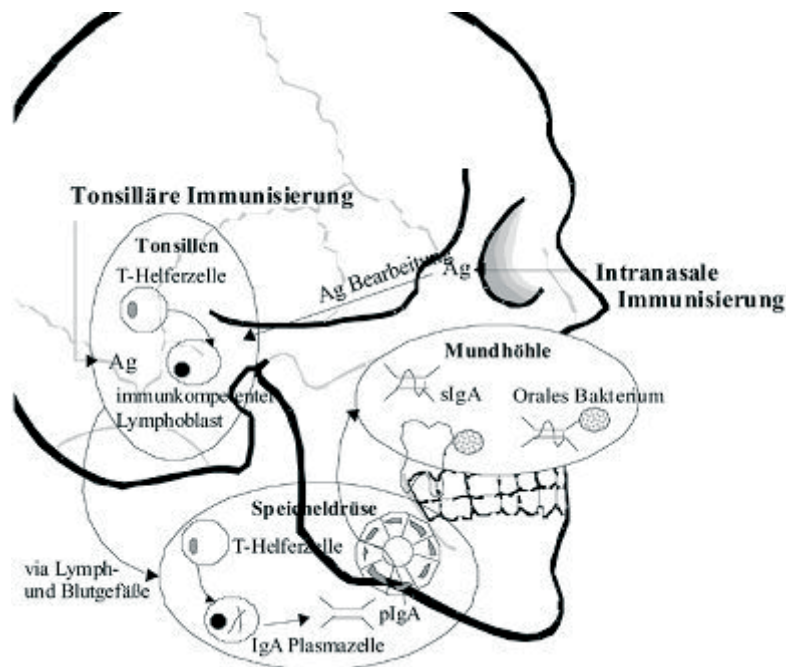 Tonsilläre Immunisierung
Tonsillen
T-Helferzelle
Ag Bearbeitung
Ag
Intranasale
Immunisierung
Ag
immunkompetenter
Lymphoblast
Mundhöhle
sIgA
Orales Bakterium
Speicheldrüse
T-Helferzelle
via Lymph-
und Blutgefäße
pIgA
IgA Plasmazelle